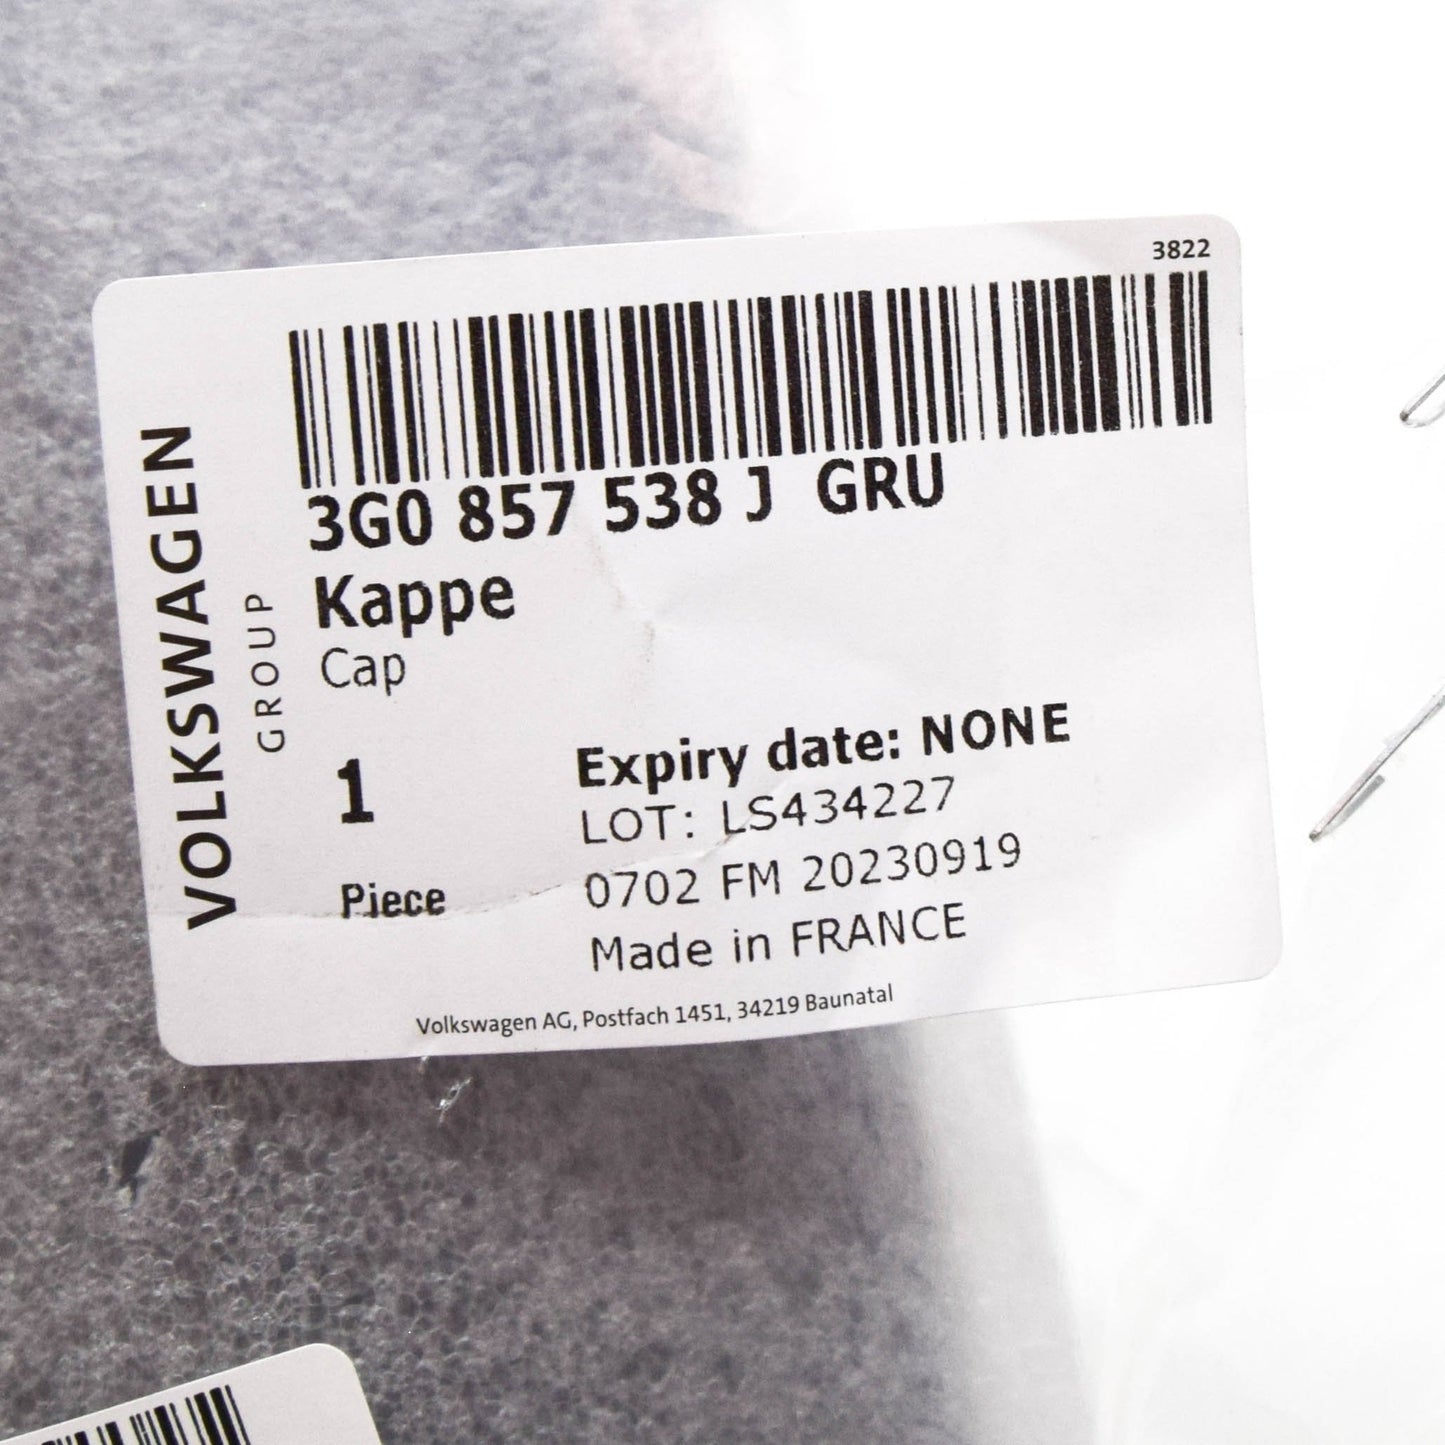 3822
3G0 857 538 J GRU
Kappe
Cap
1
Piece
Expiry date: NONE
LOT: LS434227
0702 FM 20230919
Made in FRANCE
Volkswagen AG, Postfach 1451, 34219 Baunatal
VOLKSWAGEN
GROUP